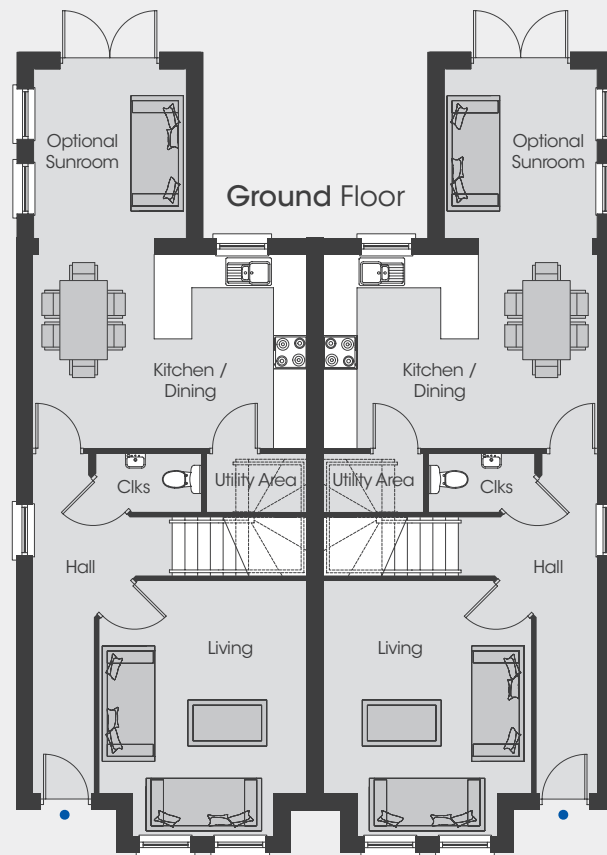 Optional
Sunroom
Optional
Sunroom
Ground Floor
Kitchen /
Dining
Kitchen /
Dining
Clks
Utility Area
Utility Area
Clks
Hall
Hall
Living
Living